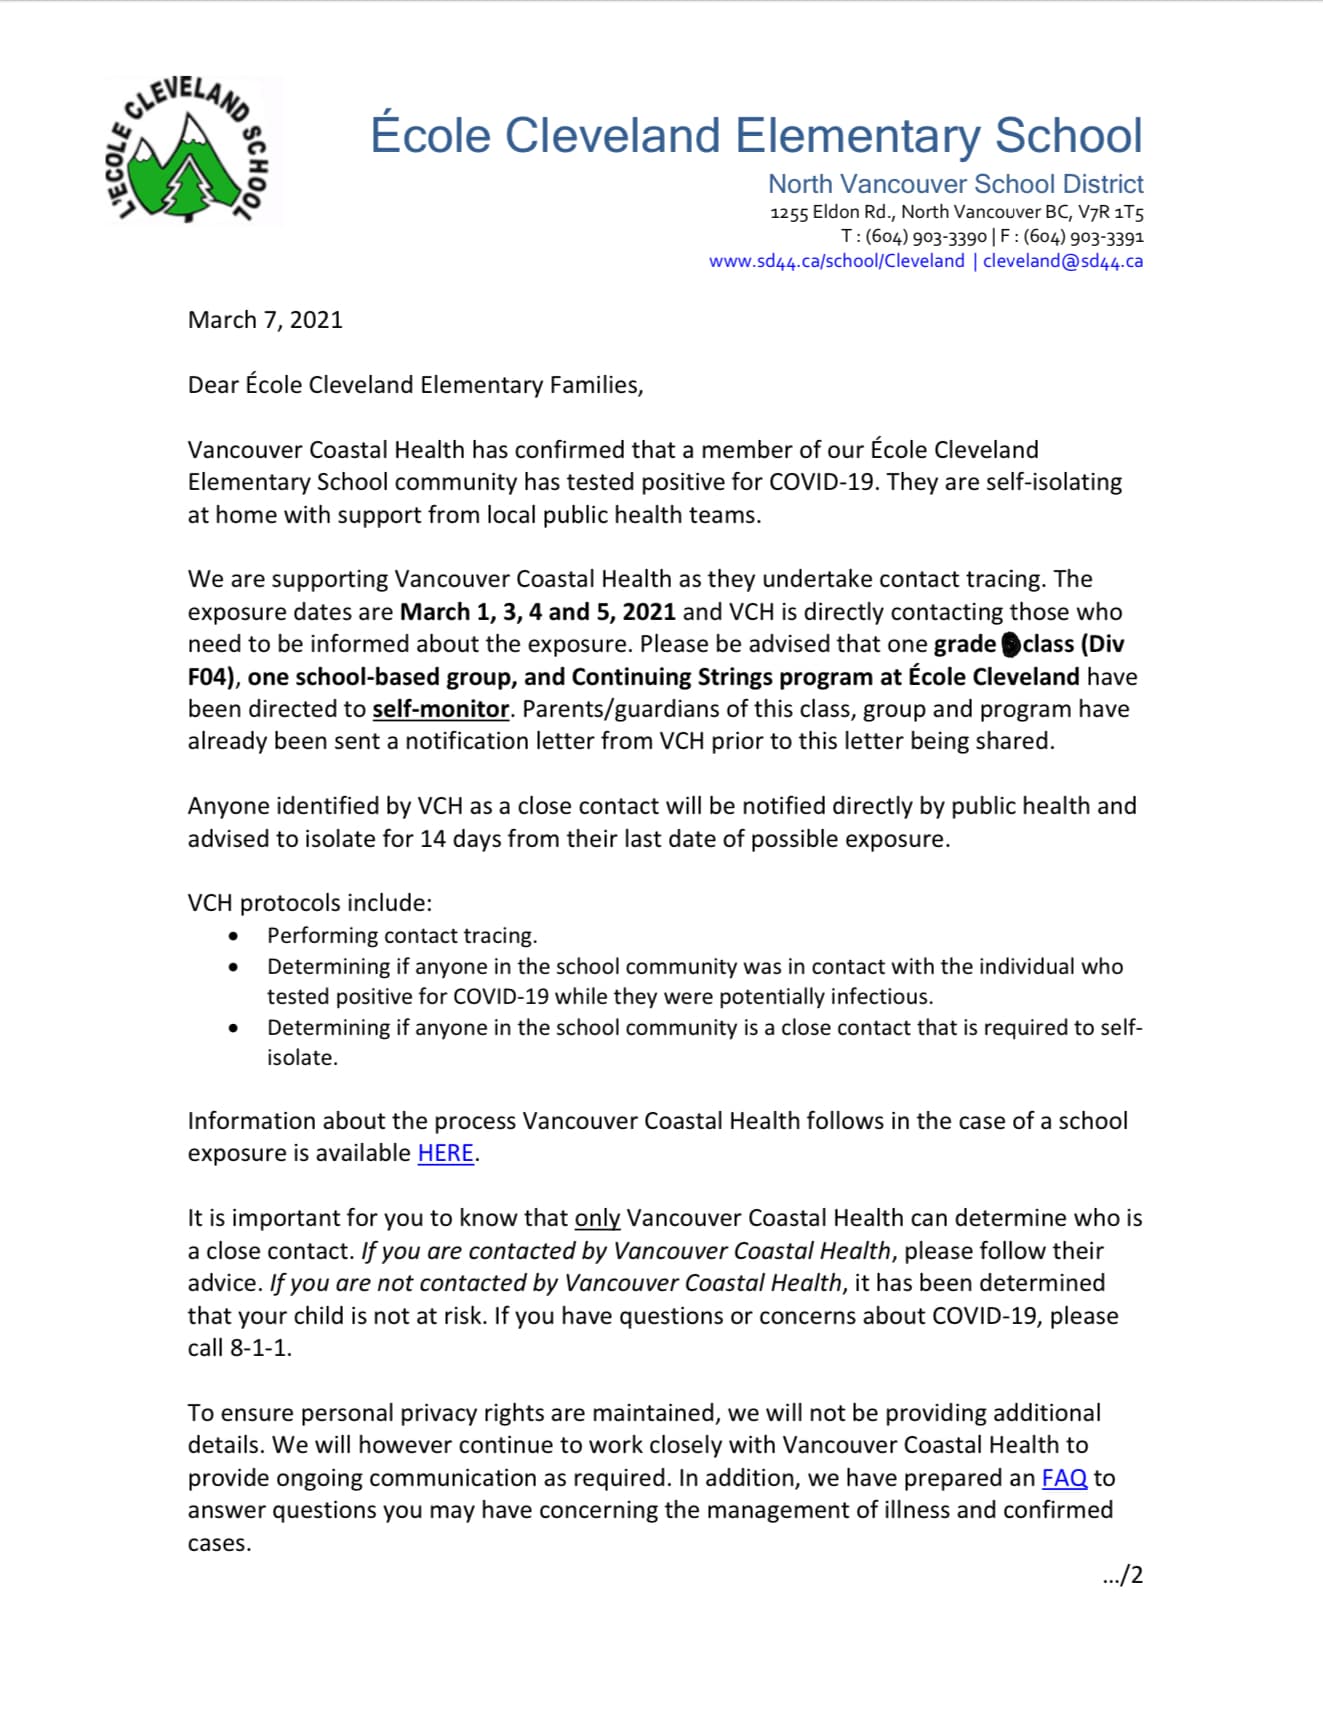 L'ECOLE CLEVELAND SCHOOL
École Cleveland Elementary School
North Vancouver School District
1255 Eldon Rd., North Vancouver BC, V7R 1T5
T : (604) 903-3390 | F : (604) 903-3391
www.sd44.ca/school/Cleveland | cleveland@sd44.ca
March 7, 2021
Dear École Cleveland Elementary Families,
Vancouver Coastal Health has confirmed that a member of our École Cleveland
Elementary School community has tested positive for COVID-19. They are self-isolating
at home with support from local public health teams.
We are supporting Vancouver Coastal Health as they undertake contact tracing. The
exposure dates are March 1, 3, 4 and 5, 2021 and VCH is directly contacting those who
need to be informed about the exposure. Please be advised that one grade class (Div
F04), one school-based group, and Continuing Strings program at École Cleveland have
been directed to self-monitor. Parents/guardians of this class, group and program have
already been sent a notification letter from VCH prior to this letter being shared.
Anyone identified by VCH as a close contact will be notified directly by public health and
advised to isolate for 14 days from their last date of possible exposure.
VCH protocols include:
• Performing contact tracing.
• Determining if anyone in the school community was in contact with the individual who
tested positive for COVID-19 while they were potentially infectious.
• Determining if anyone in the school community is a close contact that is required to self-
isolate.
Information about the process Vancouver Coastal Health follows in the case of a school
exposure is available HERE.
It is important for you to know that only Vancouver Coastal Health can determine who is
a close contact. If you are contacted by Vancouver Coastal Health, please follow their
advice. If you are not contacted by Vancouver Coastal Health, it has been determined
that your child is not at risk. If you have questions or concerns about COVID-19, please
call 8-1-1.
To ensure personal privacy rights are maintained, we will not be providing additional
details. We will however continue to work closely with Vancouver Coastal Health to
provide ongoing communication as required. In addition, we have prepared an FAQ to
answer questions you may have concerning the management of illness and confirmed
cases.
.../2